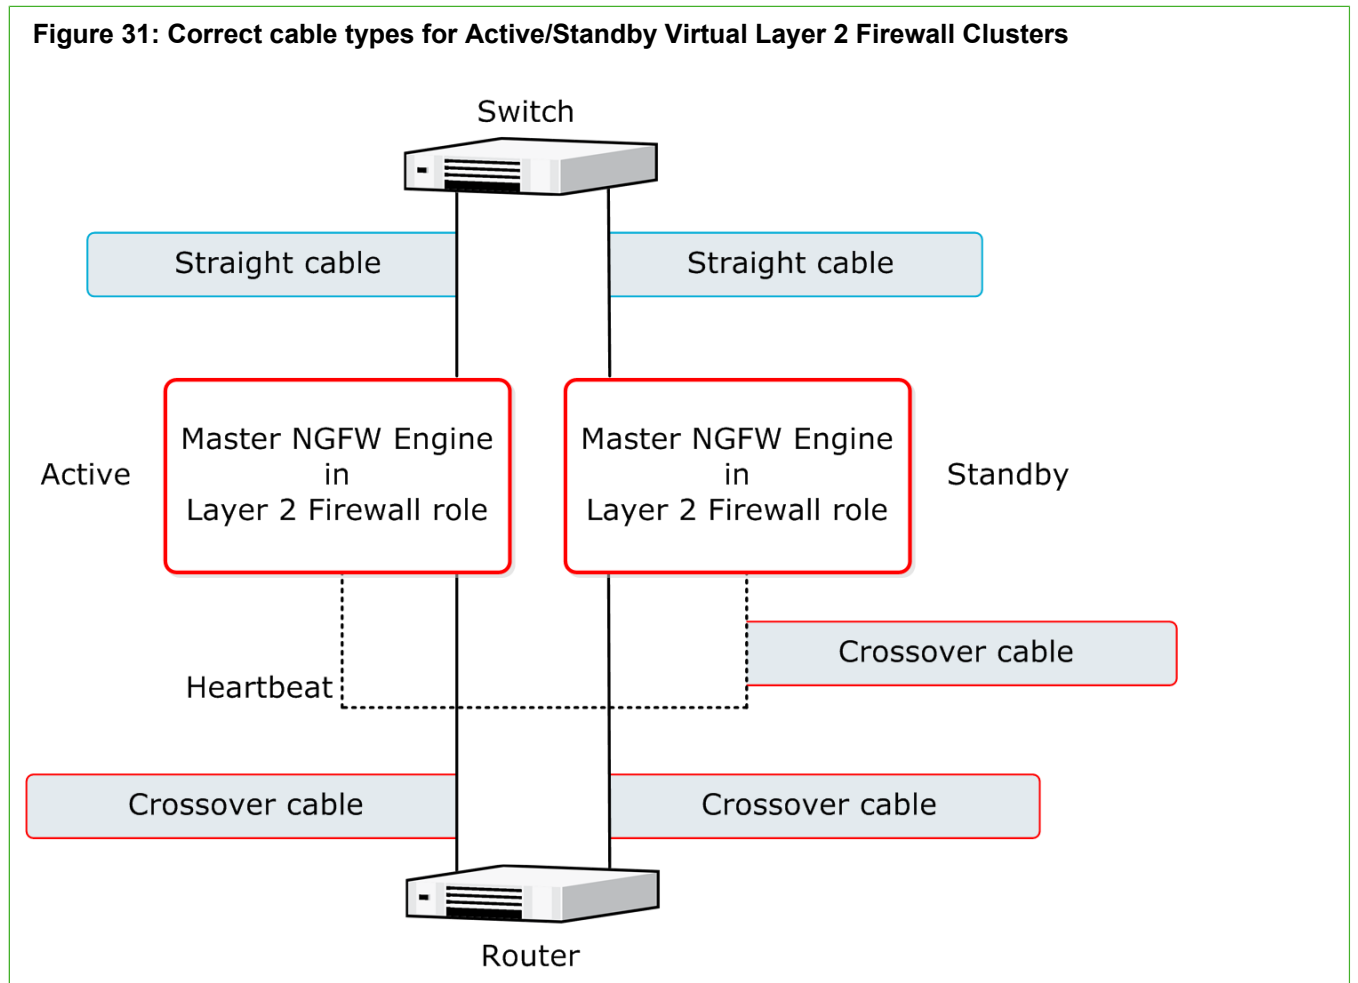 Figure 31: Correct cable types for Active/Standby Virtual Layer 2 Firewall Clusters
Switch
Straight cable
Straight cable
Active
Master NGFW Engine
in
Layer 2 Firewall role
Master NGFW Engine
in
Layer 2 Firewall role
Standby
Crossover cable
Heartbeat
Crossover cable
Crossover cable
Router